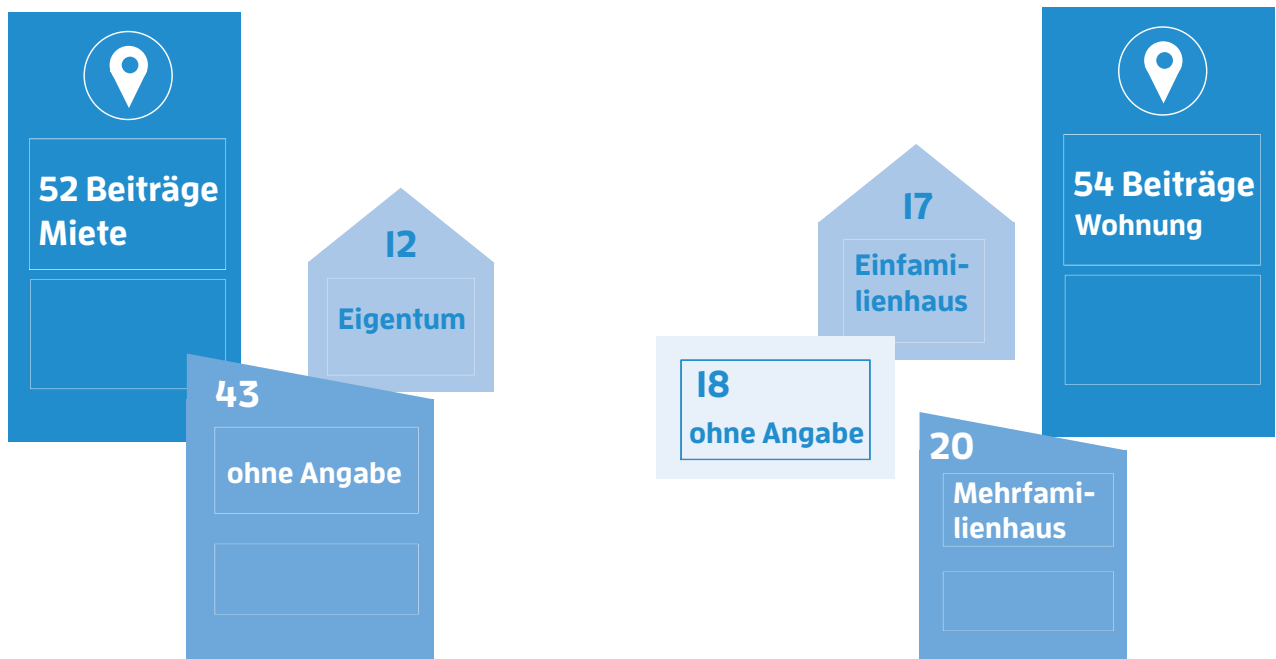 52 Beiträge
Miete
12
Eigentum
43
ohne Angabe
17
Einfami-
lienhaus
54 Beiträge
Wohnung
18
ohne Angabe
20
Mehrfami-
lienhaus